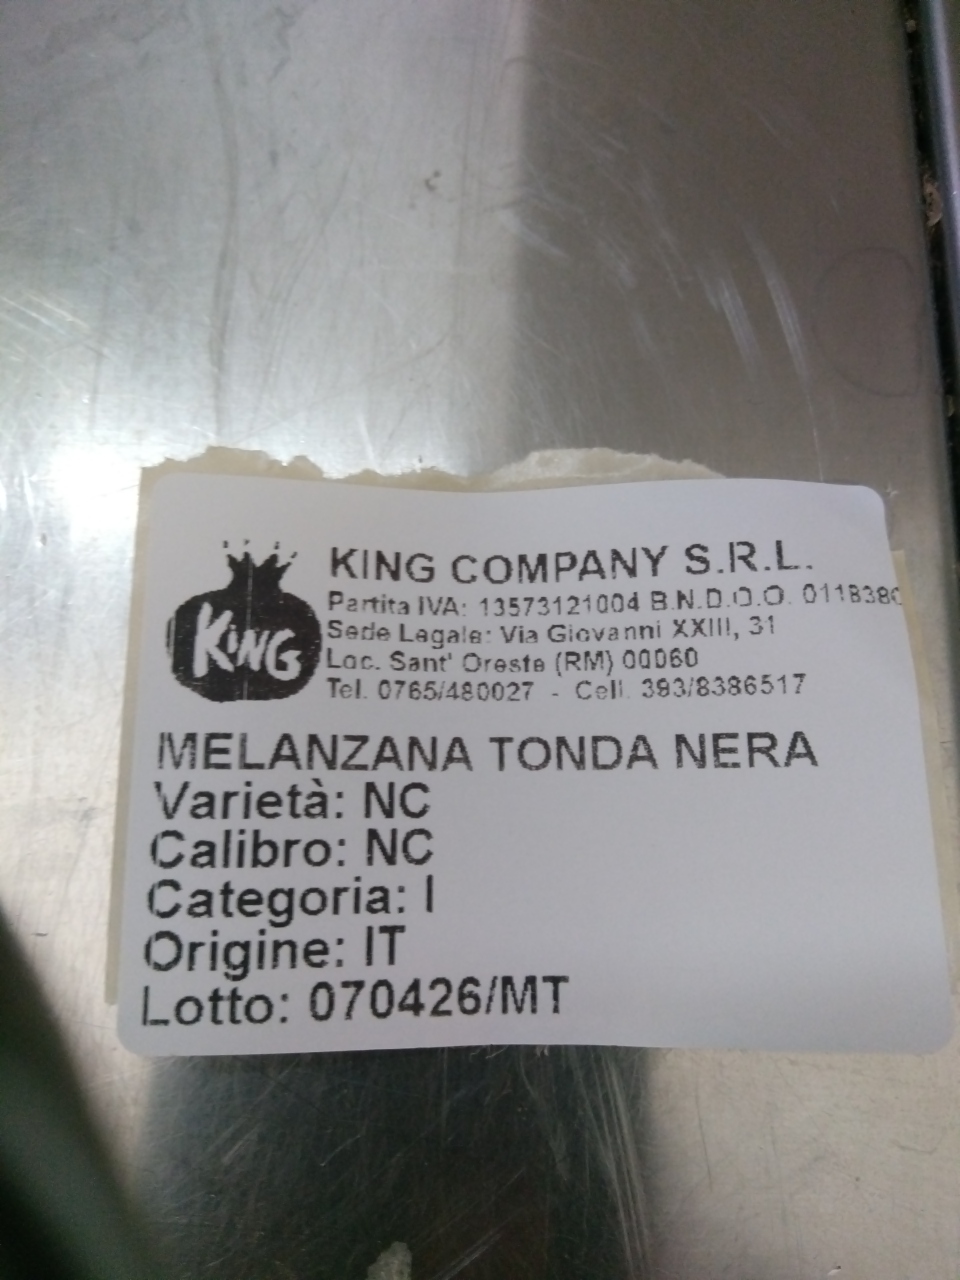 KING COMPANY S.R.L.
Partita IVA: 13573121004 B.N.D.O.O.
Sede Legale: Via Giovanni XXIII, 31
Loc. Sant' Oreste (RM) 00060
Tel. 0765/480027 - Cell. 393/8386517
KING
MELANZANA TONDA NERA
Varietà: NC
Calibro: NC
Categoria: I
Origine: IT
Lotto: 070426/MT